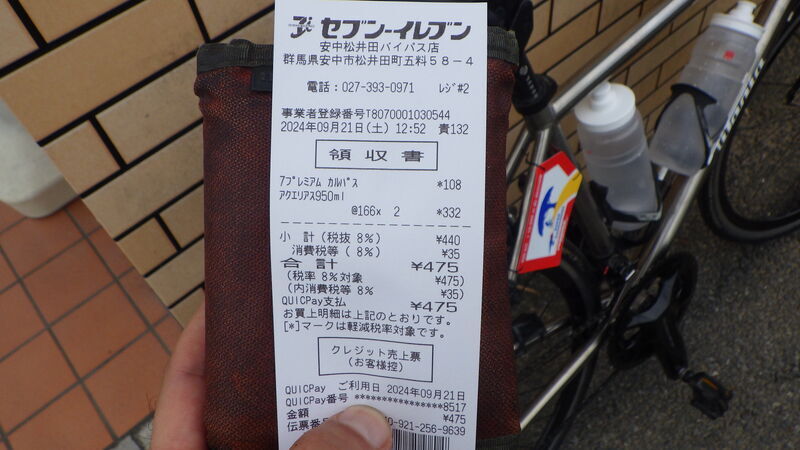 セブン-イレブン
安中松井田バイパス店
群馬県安中市松井田町五料58-4
電話:027-393-0971 レジ#2
事業者登録番号T8070001030544
2024年09月21日(土) 12:52 責132
領収書
7プレミアム カルパス *108
アクエリアス950ml
@166x 2 *332
小 計(税抜 8%) ¥440
消費税等( 8%) ¥35
合 計 ¥475
(税率 8%対象 ¥475)
(内消費税等 8% ¥35)
QUICPay支払 ¥475
お買上明細は上記のとおりです。
[*]マークは軽減税率対象です。
クレジット売上票
(お客様控)
QUICPay ご利用日 2024年09月21日
QUICPay番号 ****************8517
金額 ¥475
伝票番 0-921-256-9639